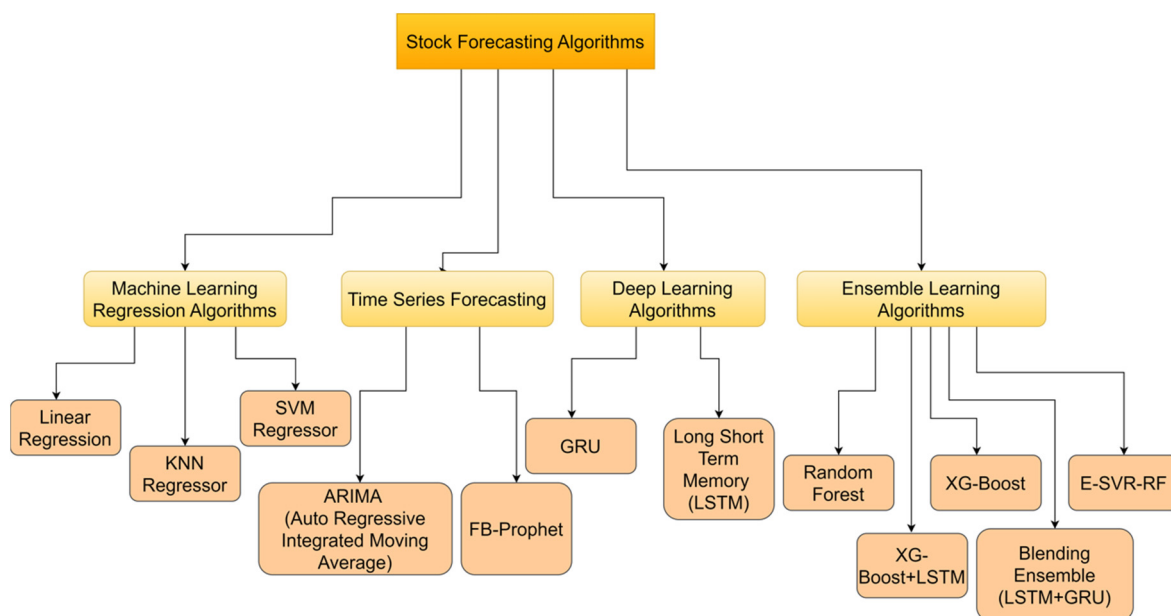 Stock Forecasting Algorithms
Machine Learning
Regression Algorithms
Time Series Forecasting
Deep Learning
Algorithms
Ensemble Learning
Algorithms
Linear
Regression
KNN
Regressor
SVM
Regressor
ARIMA
(Auto Regressive
Integrated Moving
Average)
FB-Prophet
GRU
Long Short
Term
Memory
(LSTM)
Random
Forest
XG-
Boost+LSTM
XG-Boost
Blending
Ensemble
(LSTM+GRU)
E-SVR-RF